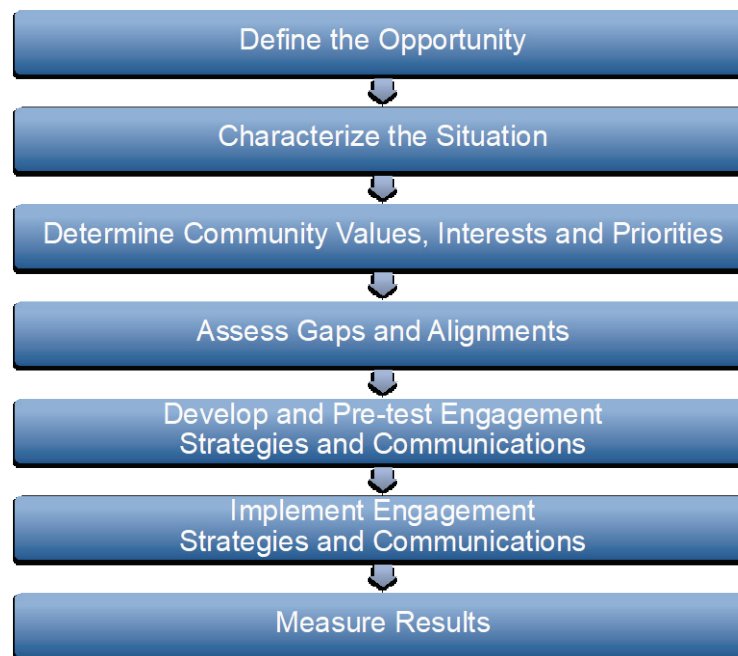 Define the Opportunity
Characterize the Situation
Determine Community Values, Interests and Priorities
Assess Gaps and Alignments
Develop and Pre-test Engagement
Strategies and Communications
Implement Engagement
Strategies and Communications
Measure Results